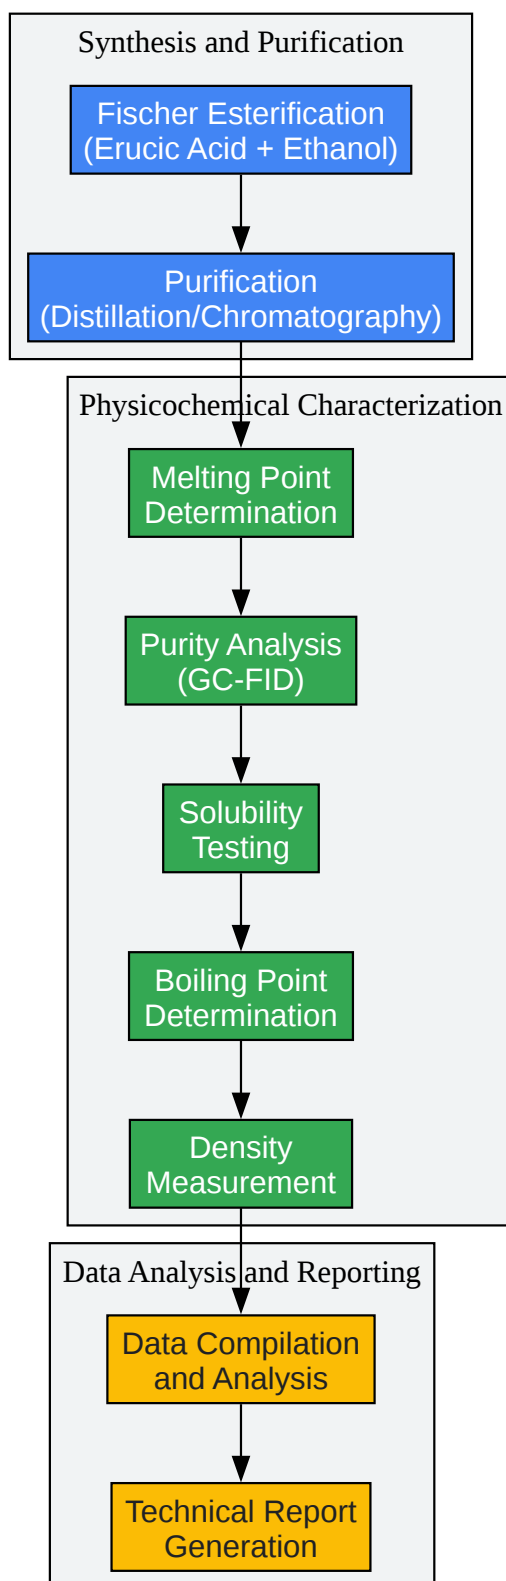 Synthesis and Purification
Fischer Esterification
(Erucic Acid + Ethanol)
Purification
(Distillation/Chromatography)
Physicochemical Characterization
Melting Point
Determination
Purity Analysis
(GC-FID)
Solubility
Testing
Boiling Point
Determination
Density
Measurement
Data Analysis and Reporting
Data Compilation
and Analysis
Technical Report
Generation